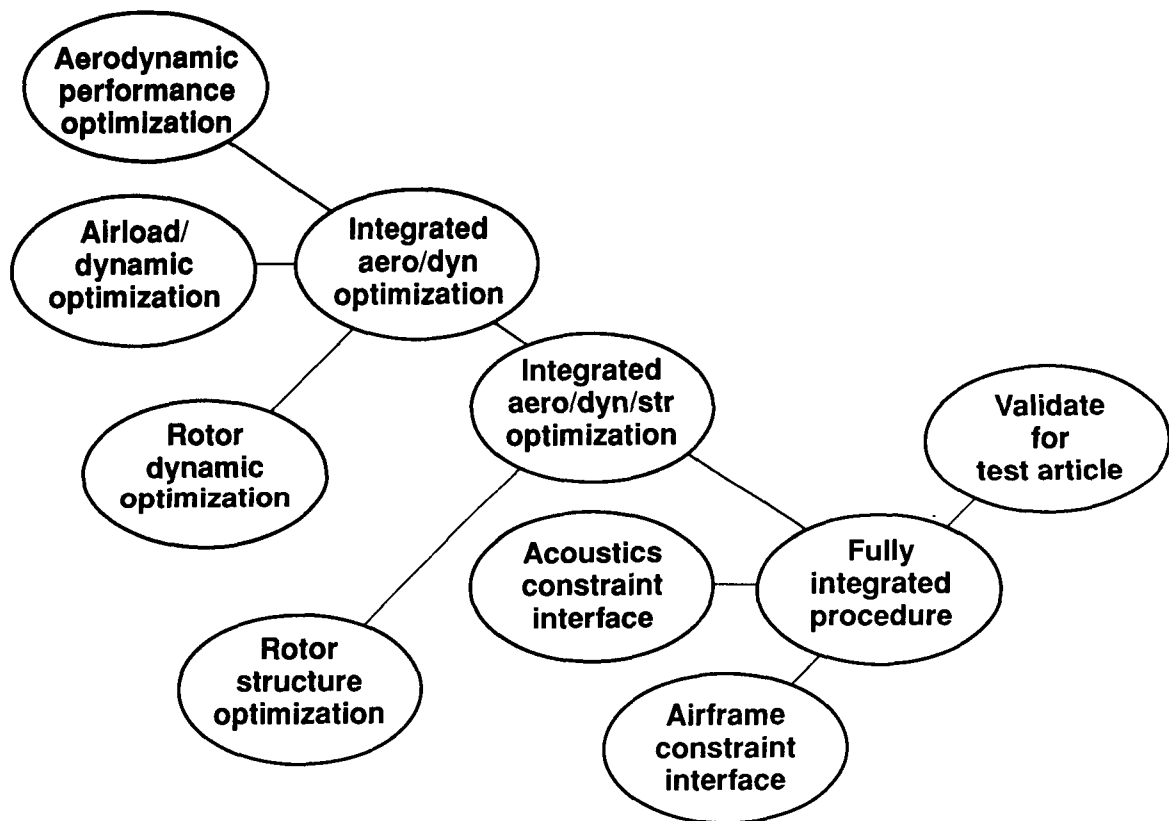 Aerodynamic
performance
optimization
Airload/
dynamic
optimization
Integrated
aero/dyn
optimization
Rotor
dynamic
optimization
Integrated
aero/dyn/str
optimization
Validate
for
test article
Acoustics
constraint
interface
Fully
integrated
procedure
Rotor
structure
optimization
Airframe
constraint
interface